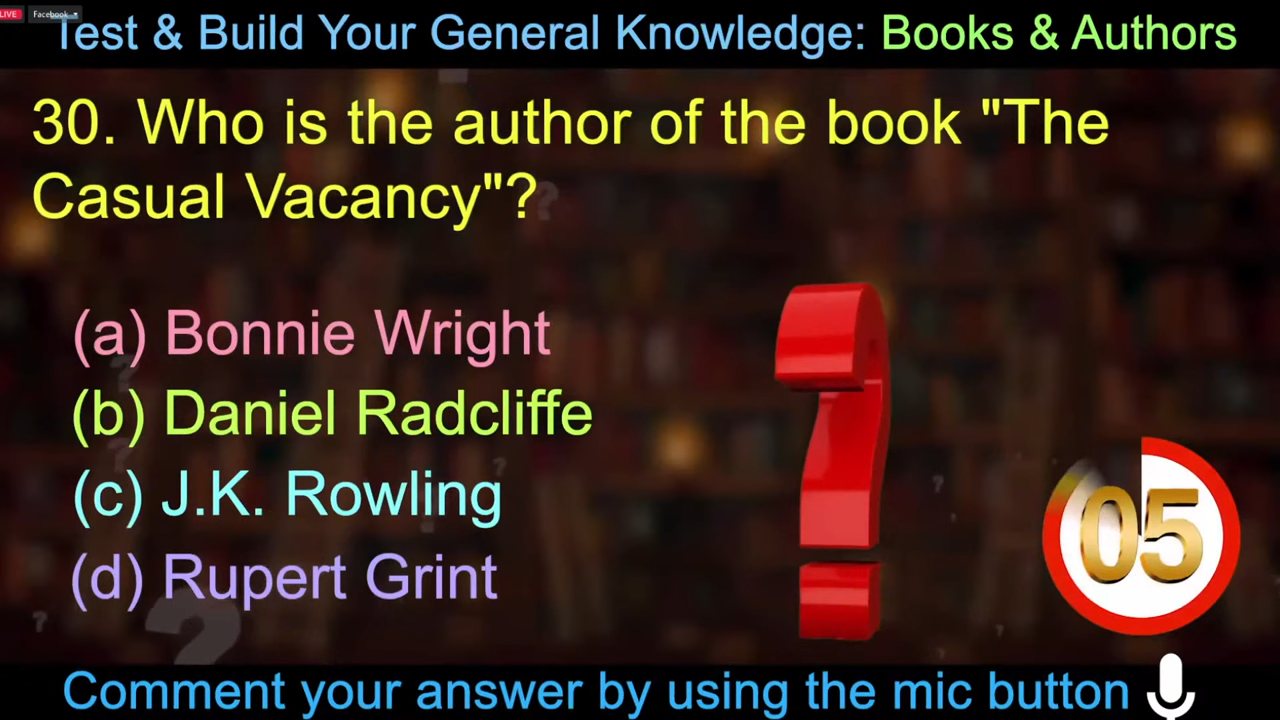 LIVE Facebook
Test & Build Your General Knowledge: Books & Authors
30. Who is the author of the book "The
Casual Vacancy"?
(a) Bonnie Wright
(b) Daniel Radcliffe
(c) J.K. Rowling
(d) Rupert Grint
05
Comment your answer by using the mic button